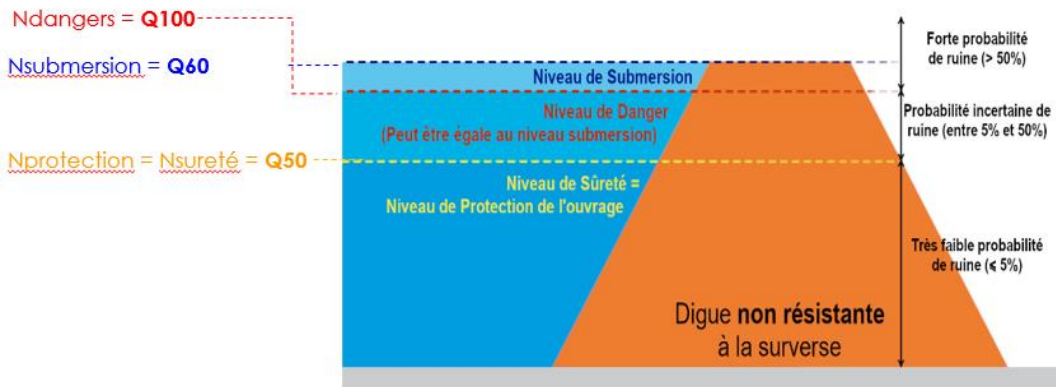 Ndangers = Q100
Nsubmersion = Q60
Nprotection = Nsureté = Q50
Niveau de Submersion
Niveau de Danger
(Peut être égale au niveau submersion)
Niveau de Sûreté =
Niveau de Protection de l'ouvrage
Forte probabilité
de ruine (> 50%)
Probabilité incertaine de
ruine (entre 5% et 50%)
Très faible probabilité
de ruine (⩽ 5%)
Digue non résistante
à la surverse